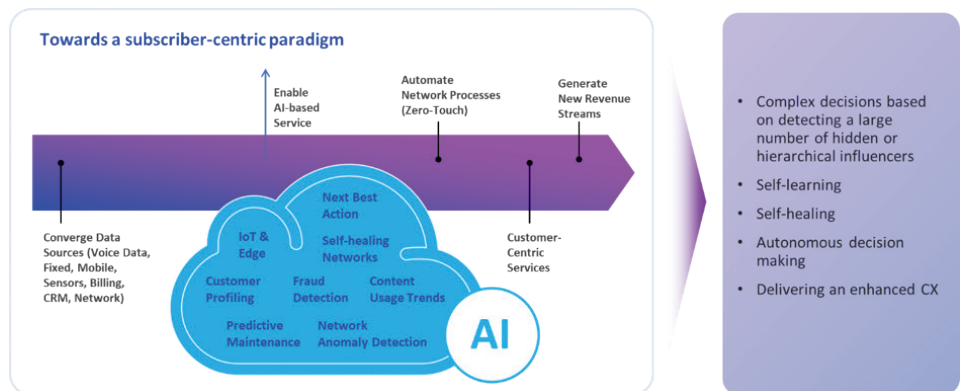 Towards a subscriber-centric paradigm
Enable
AI-based
Service
Automate
Network Processes
(Zero-Touch)
Generate
New Revenue
Streams
Converge Data
Sources (Voice Data,
Fixed, Mobile,
Sensors, Billing,
CRM, Network)
Next Best
Action
IoT &
Edge
Self-healing
Networks
Customer
Profiling
Fraud
Detection
Content
Usage Trends
Predictive
Maintenance
Network
Anomaly Detection
AI
Customer-
Centric
Services
• Complex decisions based
on detecting a large
number of hidden or
hierarchical influencers
• Self-learning
• Self-healing
• Autonomous decision
making
• Delivering an enhanced CX